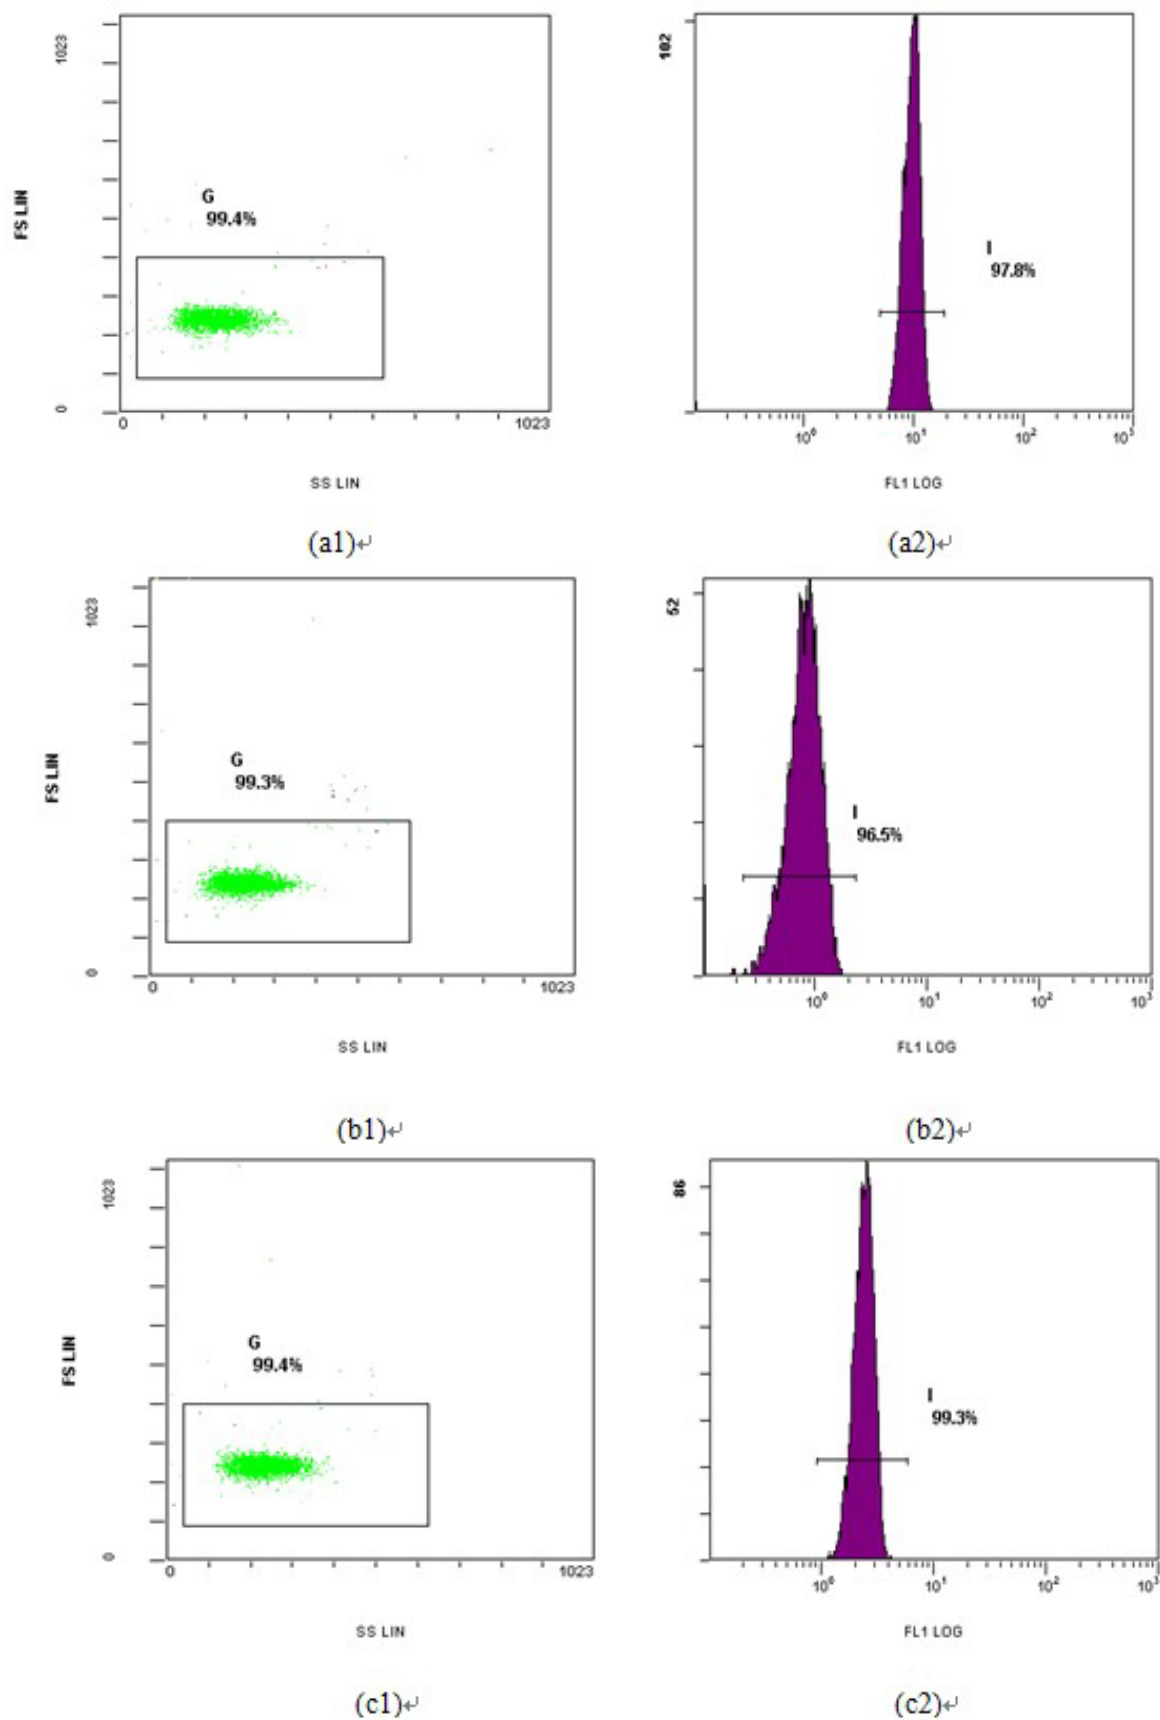 1023
FS LIN
G
99.4%
0
0
1023
SS LIN
(a1)↵
102
I
97.8%
10⁰ 10¹ 10² 10³
FL1 LOG
(a2)↵
1023
FS LIN
G
99.3%
0
0
1023
SS LIN
(b1)↵
52
I
96.5%
10⁰ 10¹ 10² 10³
FL1 LOG
(b2)↵
1023
FS LIN
G
99.4%
0
0
1023
SS LIN
(c1)↵
86
I
99.3%
10⁰ 10¹ 10² 10³
FL1 LOG
(c2)↵